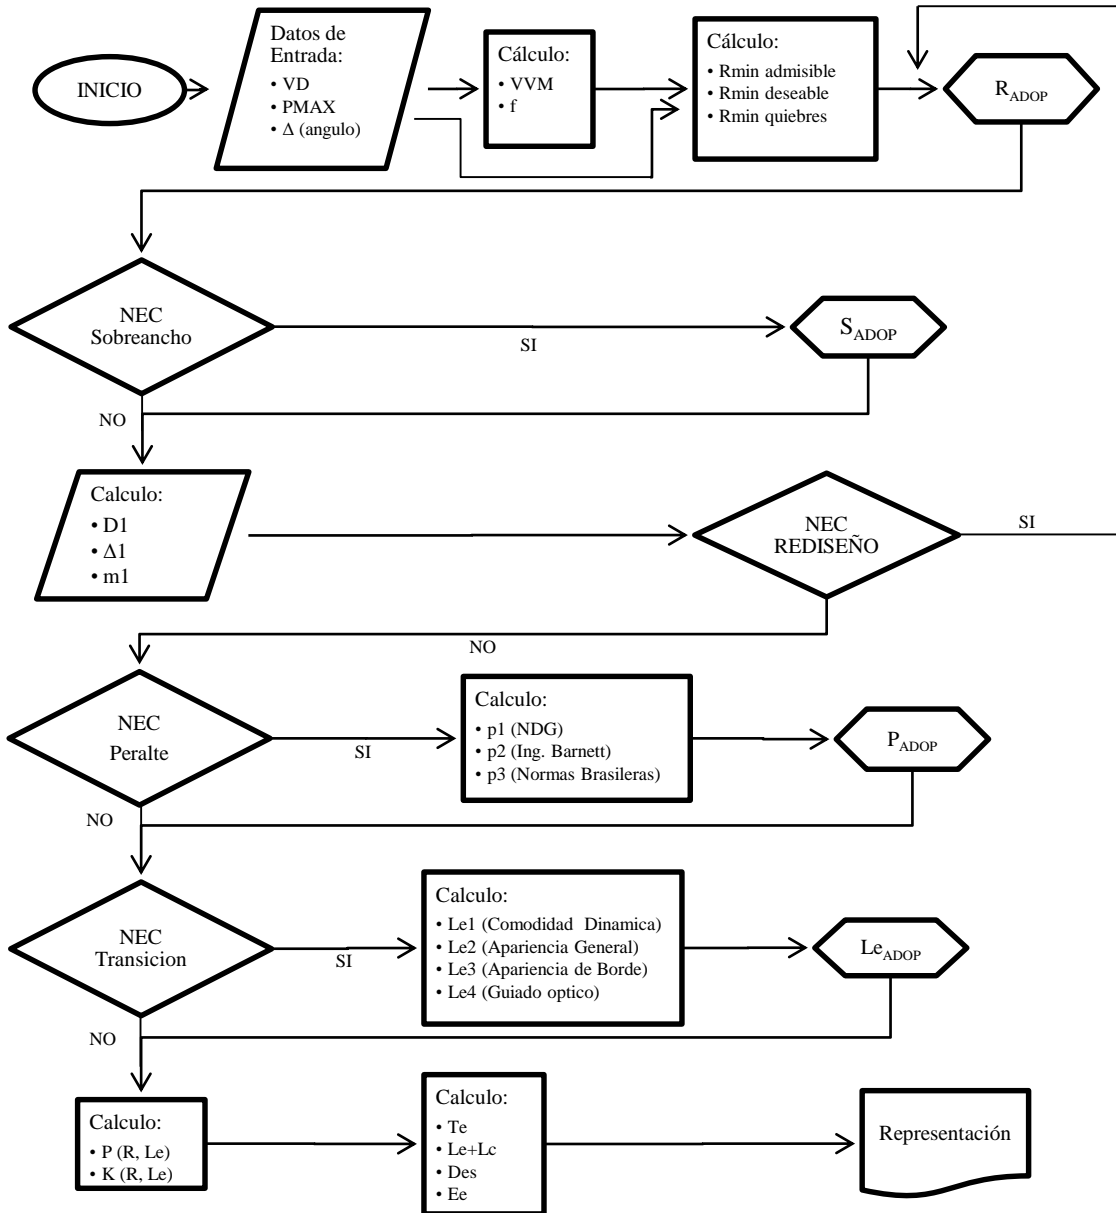 INICIO
Datos de
Entrada:
• VD
• PMAX
• Δ (angulo)
Cálculo:
• VVM
• f
Cálculo:
• Rmin admisible
• Rmin deseable
• Rmin quiebres
RADOP
NEC
Sobreancho
SI
SADOP
NO
Calculo:
• D1
• Δ1
• m1
NEC
REDISEÑO
SI
NO
NEC
Peralte
SI
Calculo:
• p1 (NDG)
• p2 (Ing. Barnett)
• p3 (Normas Brasileras)
PADOP
NO
NEC
Transicion
SI
Calculo:
• Le1 (Comodidad Dinamica)
• Le2 (Apariencia General)
• Le3 (Apariencia de Borde)
• Le4 (Guiado optico)
LeADOP
NO
Calculo:
• P (R, Le)
• K (R, Le)
Calculo:
• Te
• Le+Lc
• Des
• Ee
Representación